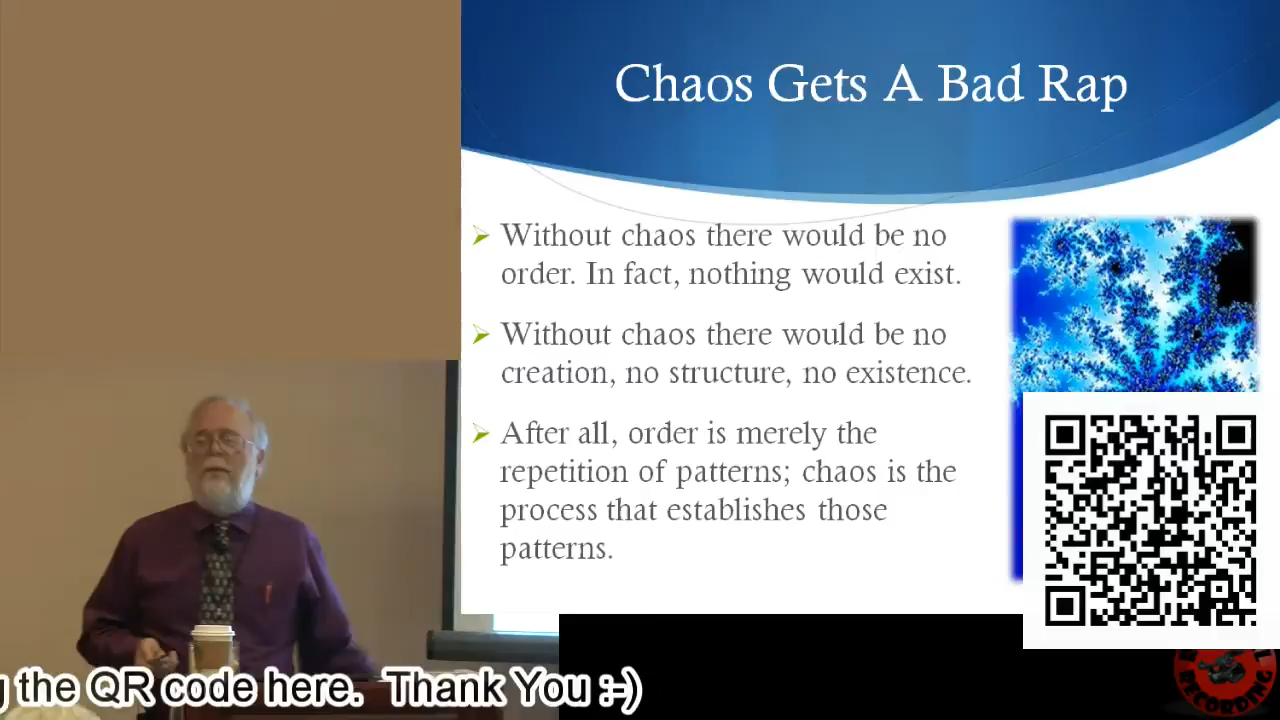 Chaos Gets A Bad Rap
Without chaos there would be no
order. In fact, nothing would exist.
Without chaos there would be no
creation, no structure, no existence.
After all, order is merely the
repetition of patterns; chaos is the
process that establishes those
patterns.
the QR code here. Thank You :-)
RECORDING